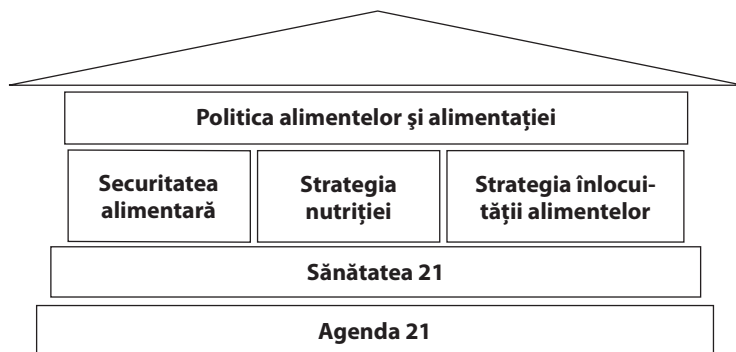 Politica alimentelor şi alimentaţiei
Securitatea
alimentară
Strategia
nutriţiei
Strategia înlocui-
tăţii alimentelor
Sănătatea 21
Agenda 21